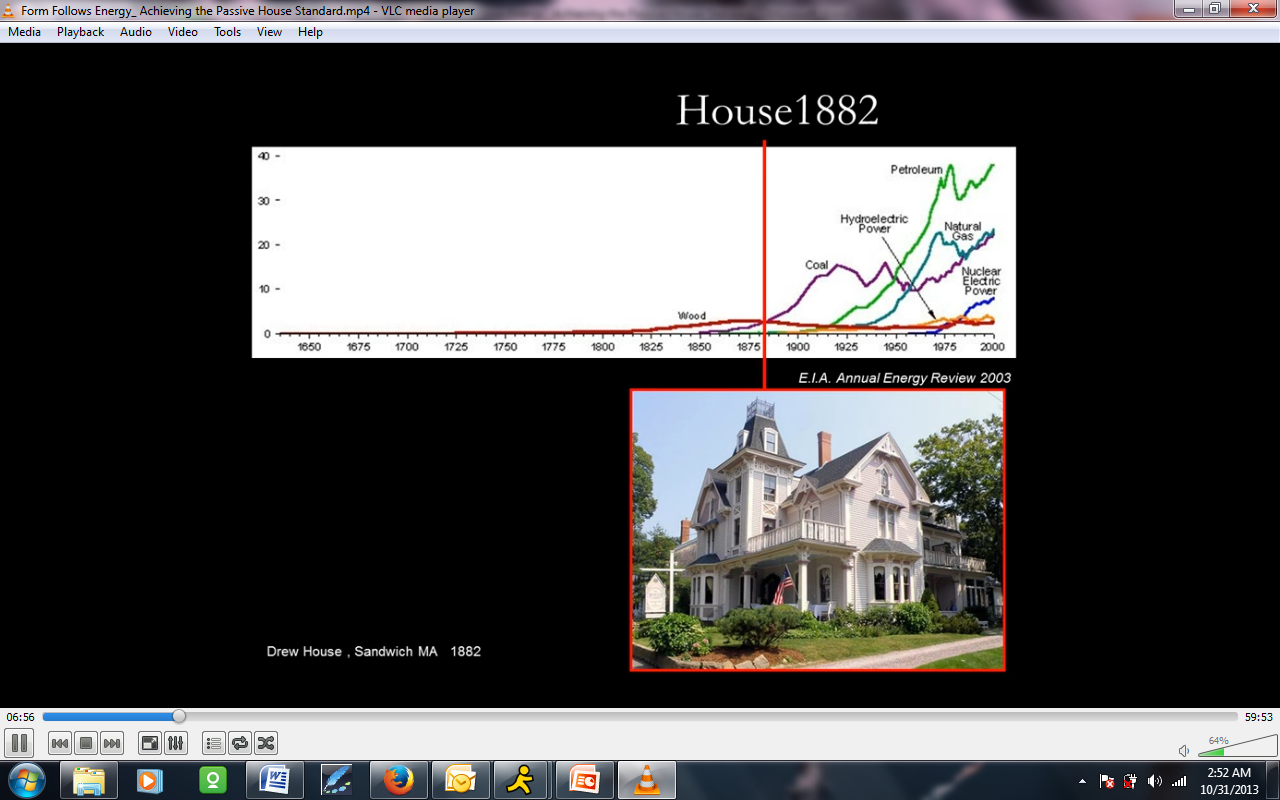 Form Follows Energy_ Achieving the Passive House Standard.mp4 - VLC media player
Media Playback Audio Video Tools View Help
House1882
40
30
20
10
0
Petroleum
Hydroelectric
Power
Natural
Gas
Coal
Nuclear
Electric
Power
Wood
1650 1675 1700 1725 1750 1775 1800 1825 1850 1875 1900 1925 1950 1975 2000
E.I.A. Annual Energy Review 2003
Drew House , Sandwich MA 1882
06:56
59:53
64%
2:52 AM
10/31/2013